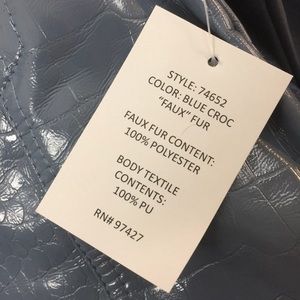 STYLE: 74652
COLOR: BLUE CROC
"FAUX" FUR
FAUX FUR CONTENT:
100% POLYESTER
BODY TEXTILE
CONTENTS:
100% PU
RN# 97427